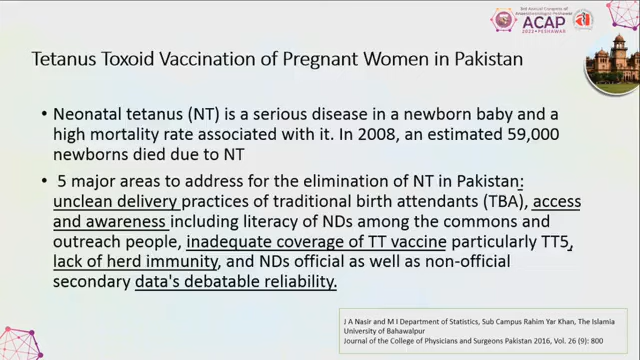 3rd Annual Congress of
Anaesthesiologists Peshawar
ACAP
2023 PESHAWAR
Tetanus Toxoid Vaccination of Pregnant Women in Pakistan
• Neonatal tetanus (NT) is a serious disease in a newborn baby and a
high mortality rate associated with it. In 2008, an estimated 59,000
newborns died due to NT
• 5 major areas to address for the elimination of NT in Pakistan:
unclean delivery practices of traditional birth attendants (TBA), access
and awareness including literacy of NDs among the commons and
outreach people, inadequate coverage of TT vaccine particularly TT5,
lack of herd immunity, and NDs official as well as non-official
secondary data's debatable reliability.
J A Nasir and M I Department of Statistics, Sub Campus Rahim Yar Khan, The Islamia
University of Bahawalpur
Journal of the College of Physicians and Surgeons Pakistan 2016, Vol. 26 (9): 800